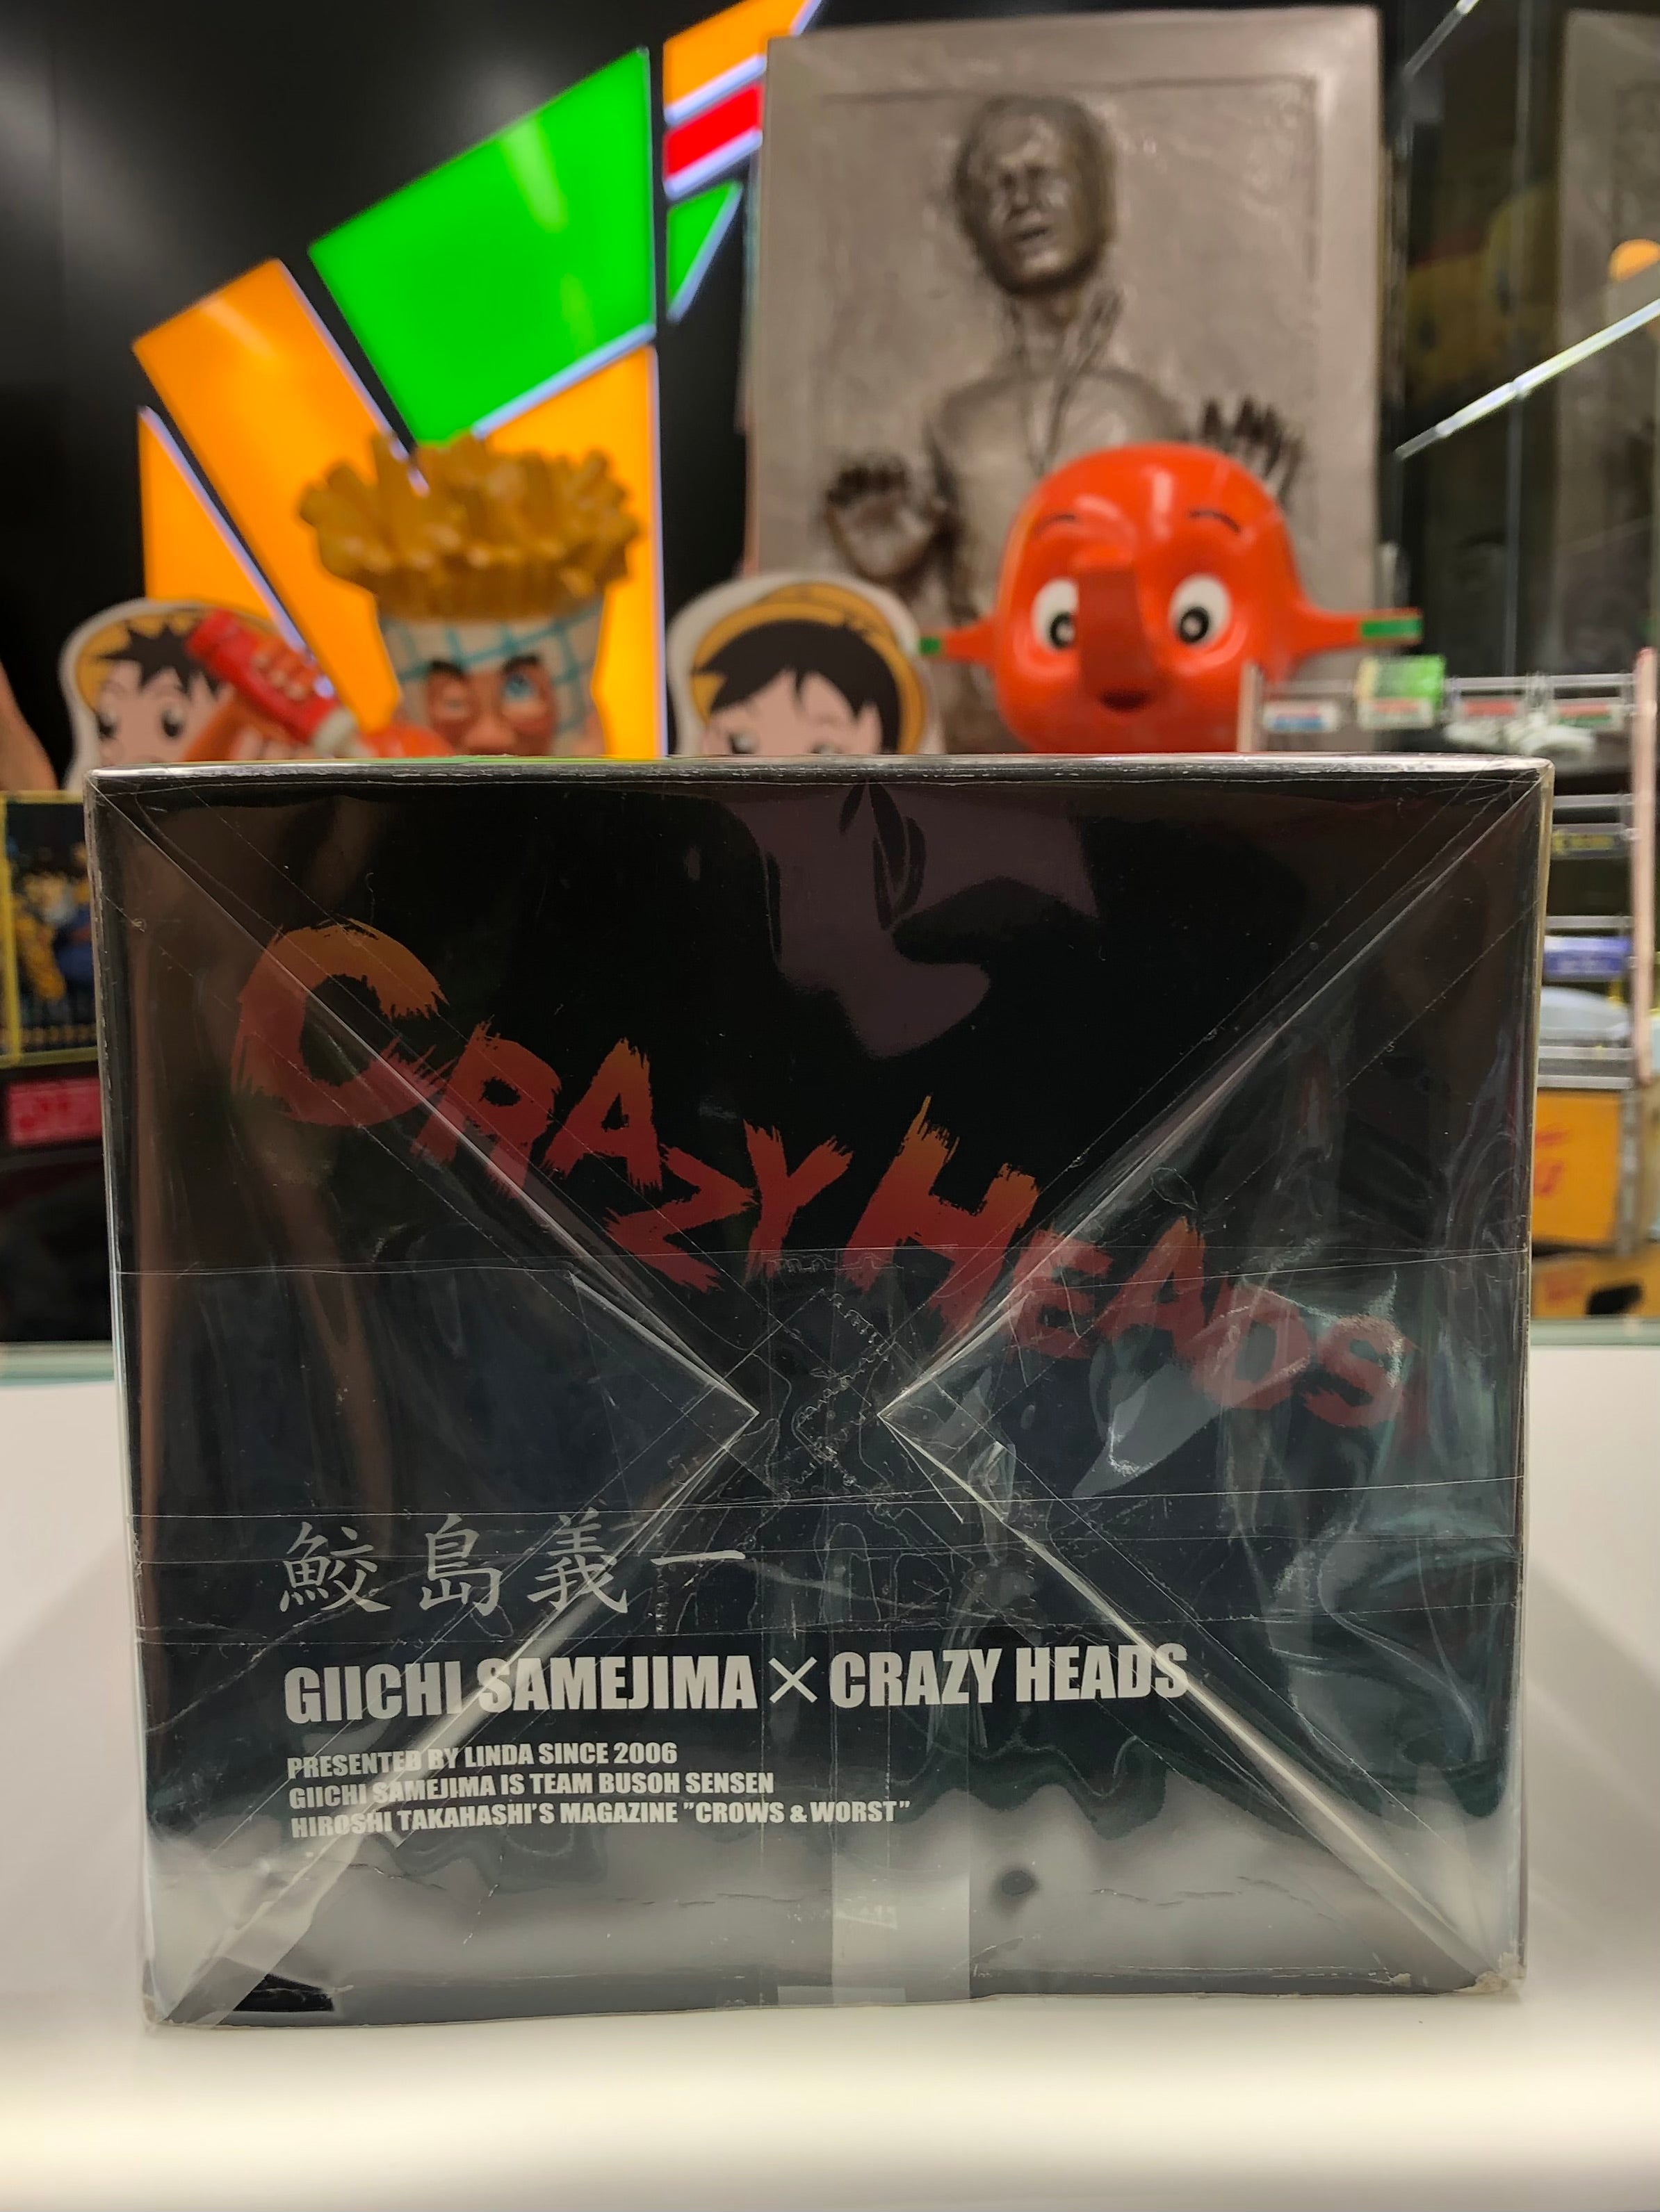 CRAZY HEADS
鮫島義一
GIICHI SAMEJIMA × CRAZY HEADS
PRESENTED BY LINDA SINCE 2006
GIICHI SAMEJIMA IS TEAM BUSOH SENSEN
HIROSHI TAKAHASHI'S MAGAZINE "CROWS & WORST"